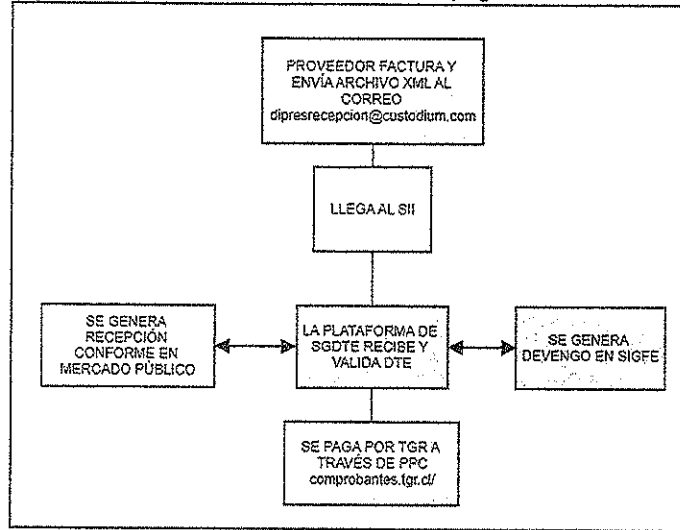 PROVEEDOR FACTURA Y
ENVÍA ARCHIVO XML AL
CORREO
dipresrecepcion@custodium.com
LLEGA AL SII
SE GENERA
RECEPCIÓN
CONFORME EN
MERCADO PÚBLICO
LA PLATAFORMA DE
SGDTE RECIBE Y
VALIDA DTE
SE GENERA
DEVENGO EN SIGFE
SE PAGA POR TGR A
TRAVÉS DE PPC
comprobantes.tgr.cl/